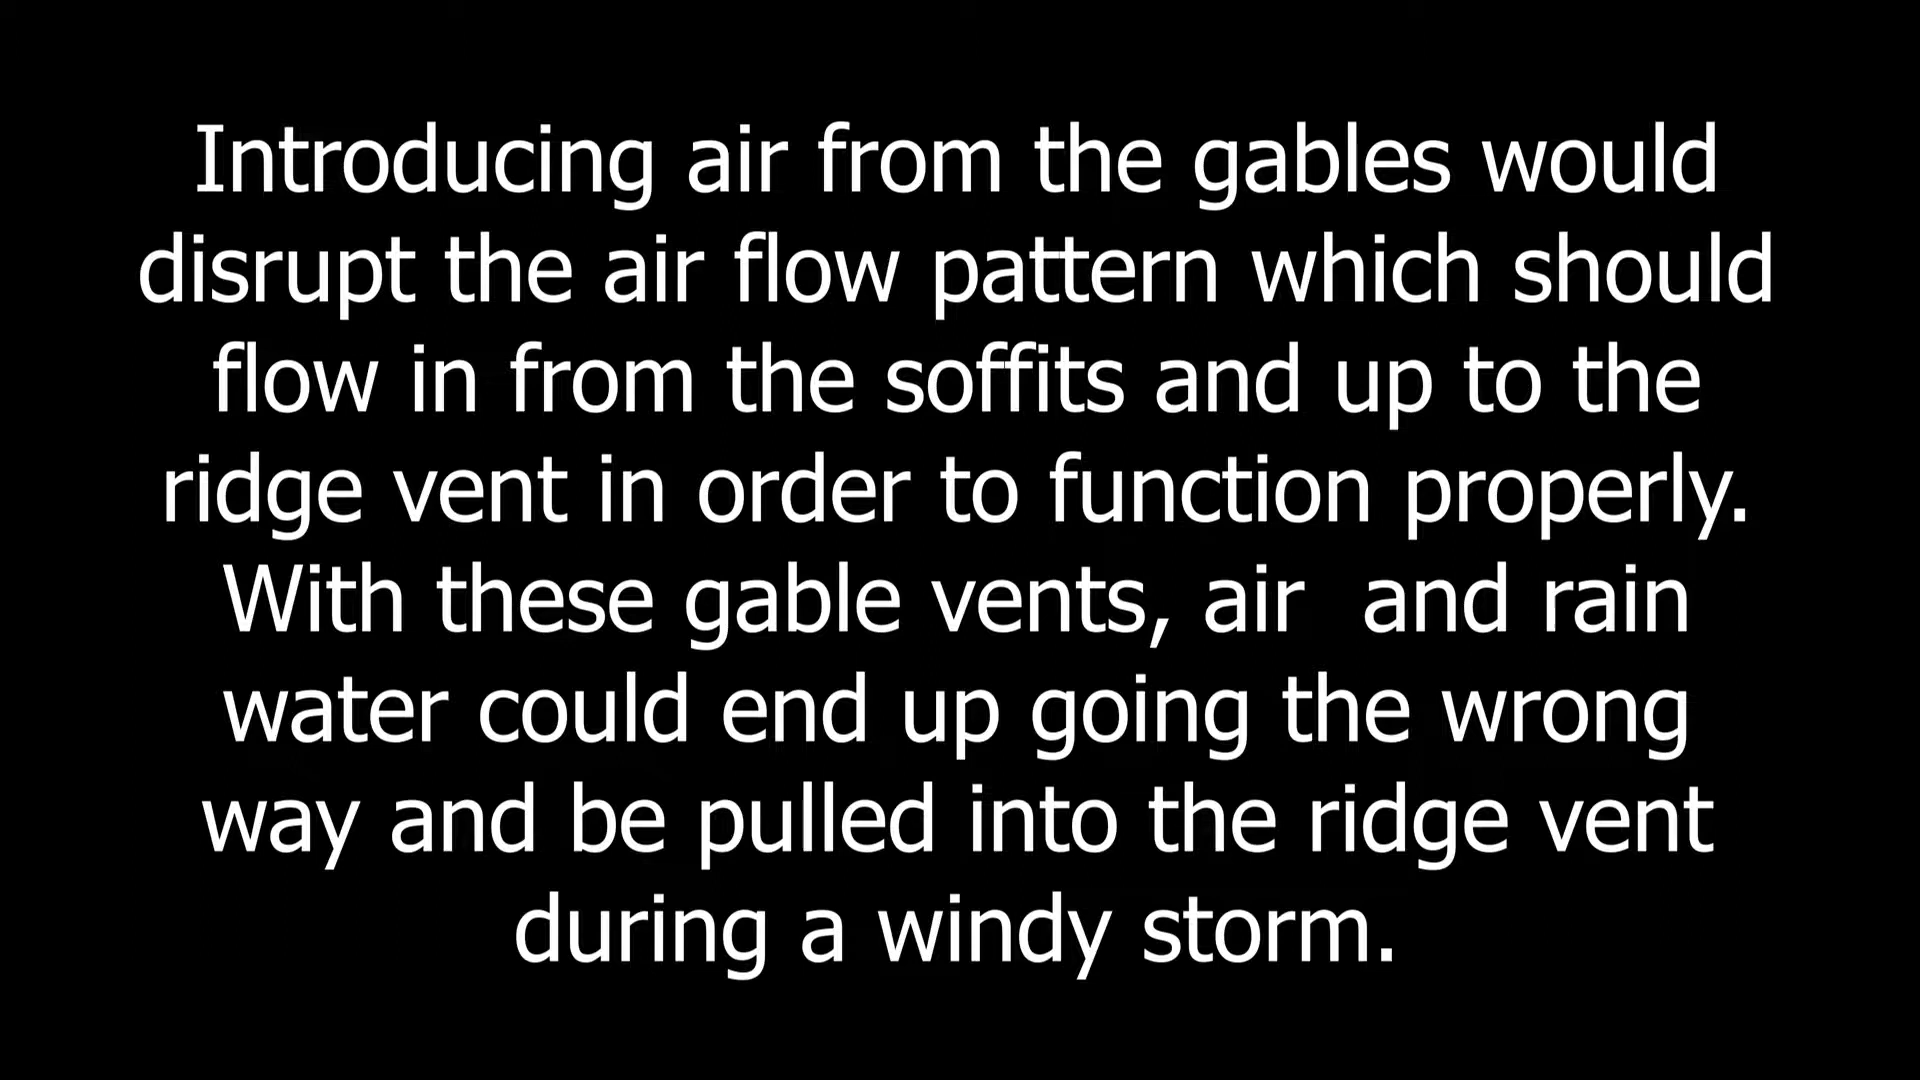 Introducing air from the gables would
disrupt the air flow pattern which should
flow in from the soffits and up to the
ridge vent in order to function properly.
With these gable vents, air  and rain
water could end up going the wrong
way and be pulled into the ridge vent
during a windy storm.